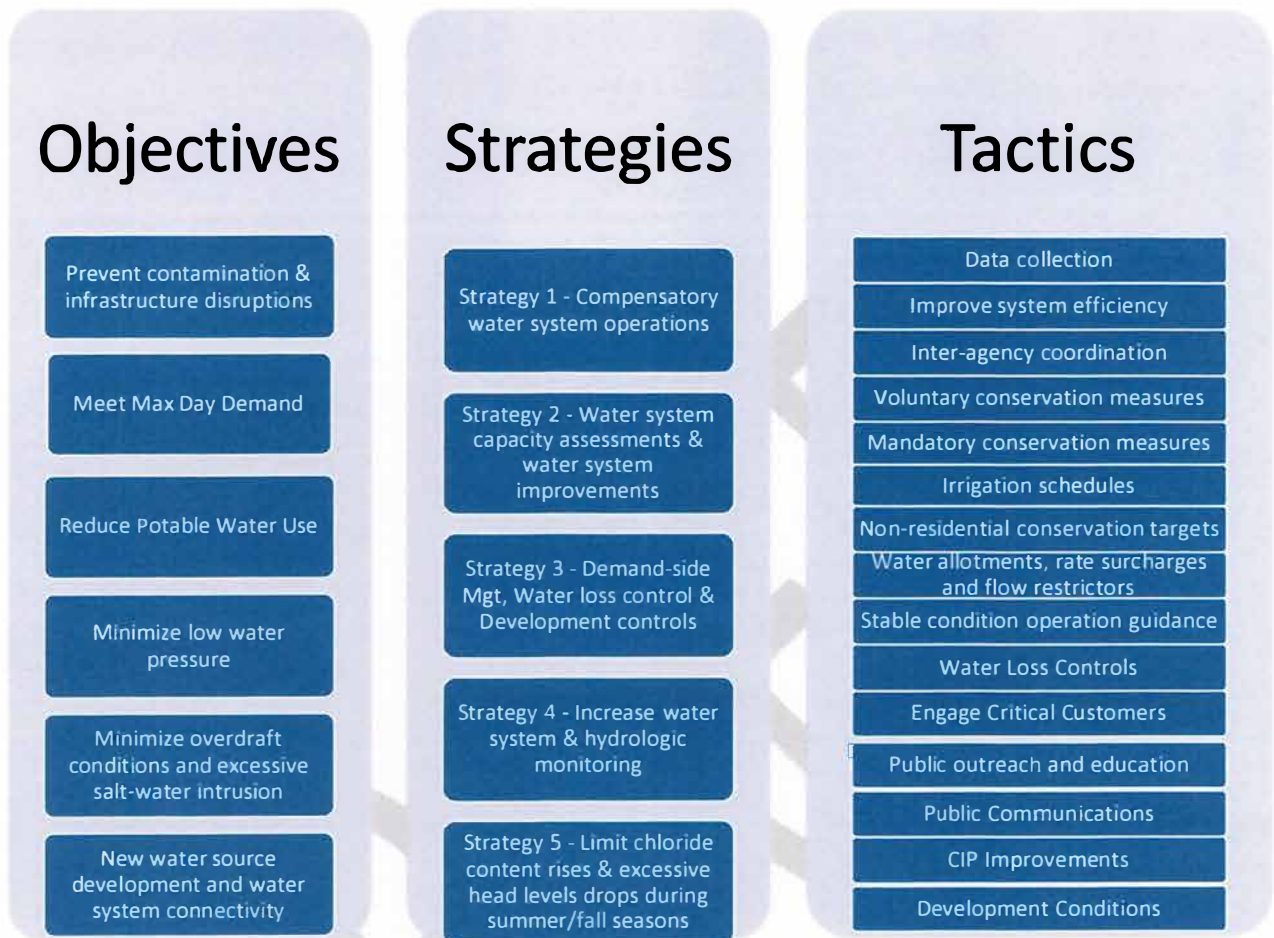 Objectives
Prevent contamination &
infrastructure disruptions
Meet Max Day Demand
Reduce Potable Water Use
Minimize low water
pressure
Minimize overdraft
conditions and excessive
salt-water intrusion
New water source
development and water
system connectivity
Strategies
Strategy 1 - Compensatory
water system operations
Strategy 2 - Water system
capacity assessments &
water system
improvements
Strategy 3 - Demand-side
Mgt, Water loss control &
Development controls
Strategy 4 - Increase water
system & hydrologic
monitoring
Strategy 5 - Limit chloride
content rises & excessive
head levels drops during
summer/fall seasons
Tactics
Data collection
Improve system efficiency
Inter-agency coordination
Voluntary conservation measures
Mandatory conservation measures
Irrigation schedules
Non-residential conservation targets
Water allotments, rate surcharges
and flow restrictors
Stable condition operation guidance
Water Loss Controls
Engage Critical Customers
Public outreach and education
Public Communications
CIP Improvements
Development Conditions